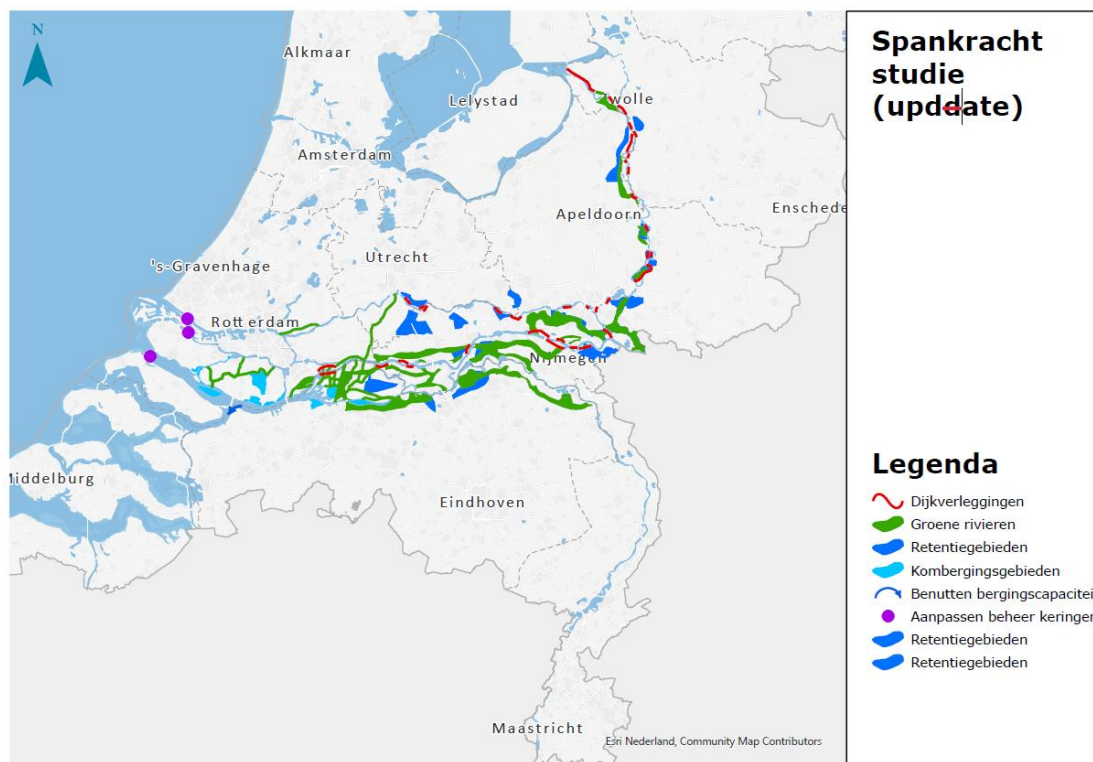 N
Alkmaar
Lelystad
Zwolle
Amsterdam
Apeldoorn
Enschede
Utrecht
's-Gravenhage
Rotterdam
Nijmegen
Middelburg
Eindhoven
Maastricht
Esri Nederland, Community Map Contributors
Spankracht
studie
(upddate)
Legenda
Dijkverleggingen
Groene rivieren
Retentiegebieden
Kombergingsgebieden
Benutten bergingscapacitei
Aanpassen beheer keringen
Retentiegebieden
Retentiegebieden